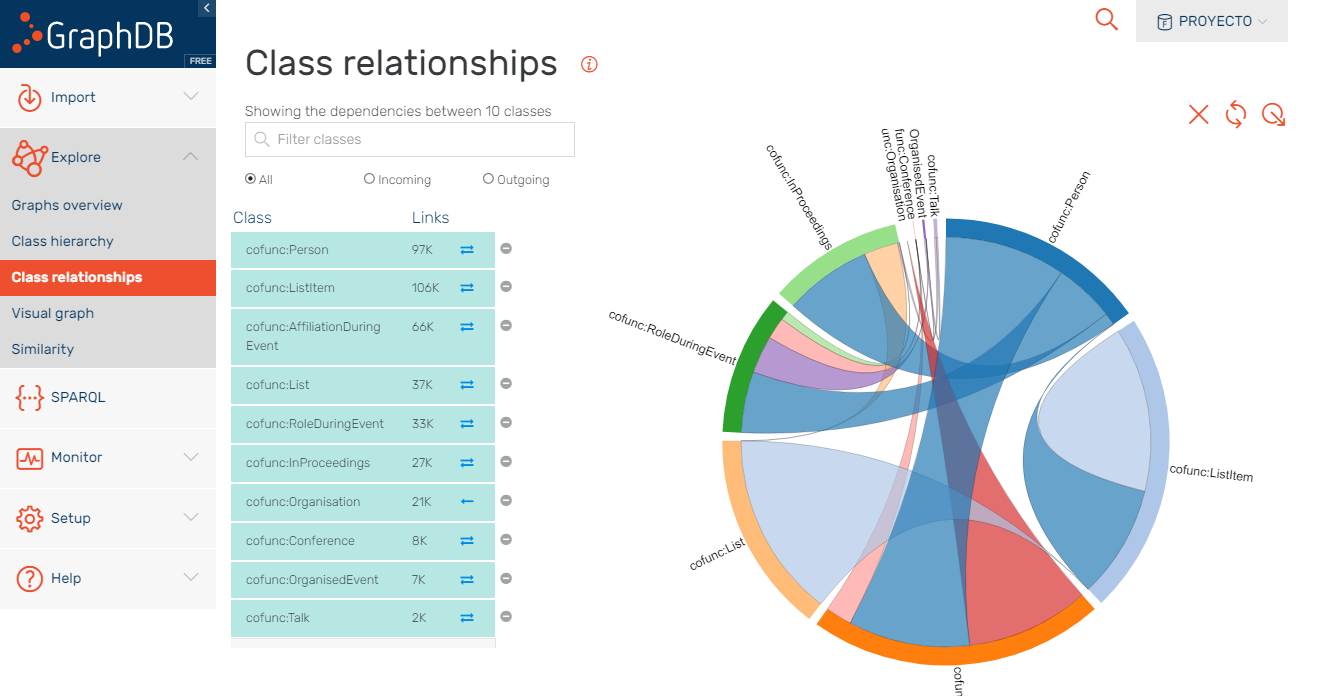 GraphDB
FREE
PROYECTO
Import
Explore
Graphs overview
Class hierarchy
Class relationships
Visual graph
Similarity
SPARQL
Monitor
Setup
Help
Class relationships
Showing the dependencies between 10 classes
Filter classes
All Incoming Outgoing
Class Links
cofunc:Person 97K
cofunc:ListItem 106K
cofunc:AffiliationDuring
Event 66K
cofunc:List 37K
cofunc:RoleDuringEvent 33K
cofunc:InProceedings 27K
cofunc:Organisation 21K
cofunc:Conference 8K
cofunc:OrganisedEvent 7K
cofunc:Talk 2K
cofunc:RoleDuringEvent
cofunc:InProceedings
unc:Organisation
func:Conference
OrganisedEvent
cofunc:Talk
cofunc:Person
cofunc:ListItem
cofunc:List